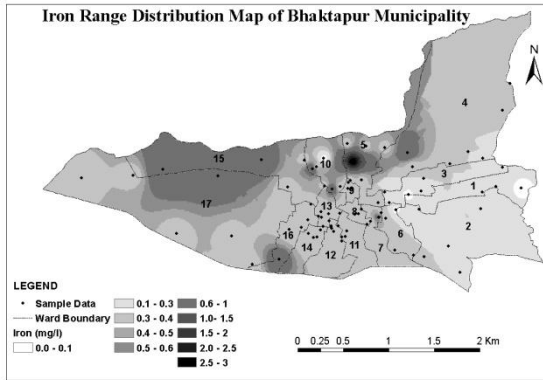 Iron Range Distribution Map of Bhaktapur Municipality
N
4
5
15
10
3
9
1
17
13
8
2
16
6
14
11
7
12
LEGEND
Sample Data
Ward Boundary
Iron (mg/l)
0.0 - 0.1
0.1 - 0.3
0.3 - 0.4
0.4 - 0.5
0.5 - 0.6
0.6 - 1
1.0- 1.5
1.5 - 2
2.0 - 2.5
2.5 - 3
0 0.25 0.5 1 1.5 2 Km